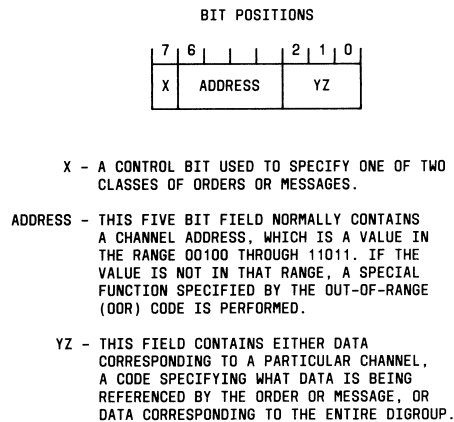 BIT POSITIONS
7 6 2 1 0
X ADDRESS YZ
X – A CONTROL BIT USED TO SPECIFY ONE OF TWO
CLASSES OF ORDERS OR MESSAGES.
ADDRESS – THIS FIVE BIT FIELD NORMALLY CONTAINS
A CHANNEL ADDRESS, WHICH IS A VALUE IN
THE RANGE 00100 THROUGH 11011. IF THE
VALUE IS NOT IN THAT RANGE, A SPECIAL
FUNCTION SPECIFIED BY THE OUT-OF-RANGE
(OOR) CODE IS PERFORMED.
YZ – THIS FIELD CONTAINS EITHER DATA
CORRESPONDING TO A PARTICULAR CHANNEL,
A CODE SPECIFYING WHAT DATA IS BEING
REFERENCED BY THE ORDER OR MESSAGE, OR
DATA CORRESPONDING TO THE ENTIRE DIGROUP.